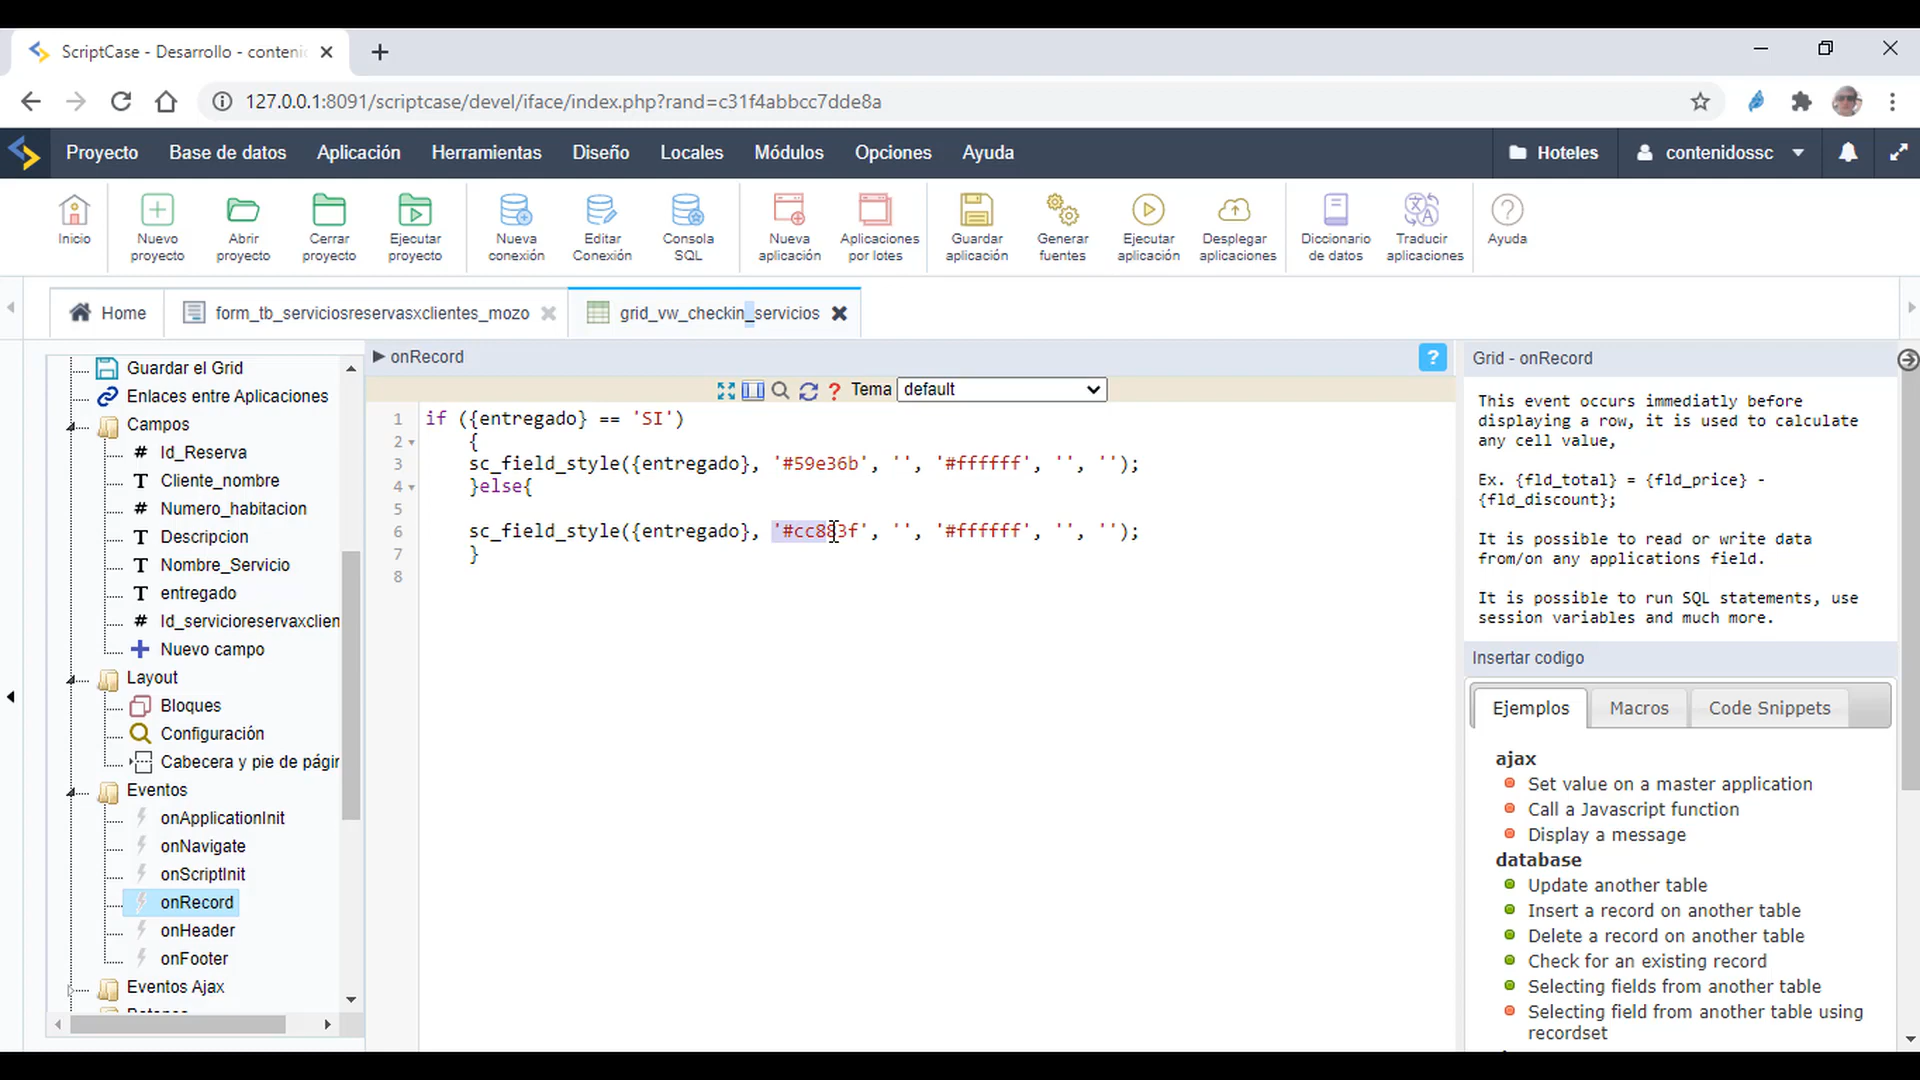 ScriptCase - Desarrollo - conteni
127.0.0.1:8091/scriptcase/devel/iface/index.php?rand=c31f4abbcc7dde8a
Proyecto Base de datos Aplicación Herramientas Diseño Locales Módulos Opciones Ayuda Hoteles contenidossc
Inicio
Nuevo proyecto
Abrir proyecto
Cerrar proyecto
Ejecutar proyecto
Nueva conexión
Editar Conexión
Consola SQL
Nueva aplicación
Aplicaciones por lotes
Guardar aplicación
Generar fuentes
Ejecutar aplicación
Desplegar aplicaciones
Diccionario de datos
Traducir aplicaciones
Ayuda
Home form_tb_serviciosreservasxclientes_mozo grid_vw_checkin_servicios
Guardar el Grid
Enlaces entre Aplicaciones
Campos
# Id_Reserva
T Cliente_nombre
# Numero_habitacion
T Descripcion
T Nombre_Servicio
T entregado
# Id_servicioreservaxclien
Nuevo campo
Layout
Bloques
Configuración
Cabecera y pie de págin
Eventos
onApplicationInit
onNavigate
onScriptInit
onRecord
onHeader
onFooter
Eventos Ajax
onRecord
?
? Tema default
1 if ({entregado} == 'SI')
2 {
3 sc_field_style({entregado}, '#59e36b', '', '#ffffff', '', '');
4 }else{
5
6 sc_field_style({entregado}, '#cc883f', '', '#ffffff', '', '');
7 }
8
Grid - onRecord
This event occurs immediatly before
displaying a row, it is used to calculate
any cell value,
Ex. {fld_total} = {fld_price} -
{fld_discount};
It is possible to read or write data
from/on any applications field.
It is possible to run SQL statements, use
session variables and much more.
Insertar codigo
Ejemplos Macros Code Snippets
ajax
Set value on a master application
Call a Javascript function
Display a message
database
Update another table
Insert a record on another table
Delete a record on another table
Check for an existing record
Selecting fields from another table
Selecting field from another table using
recordset